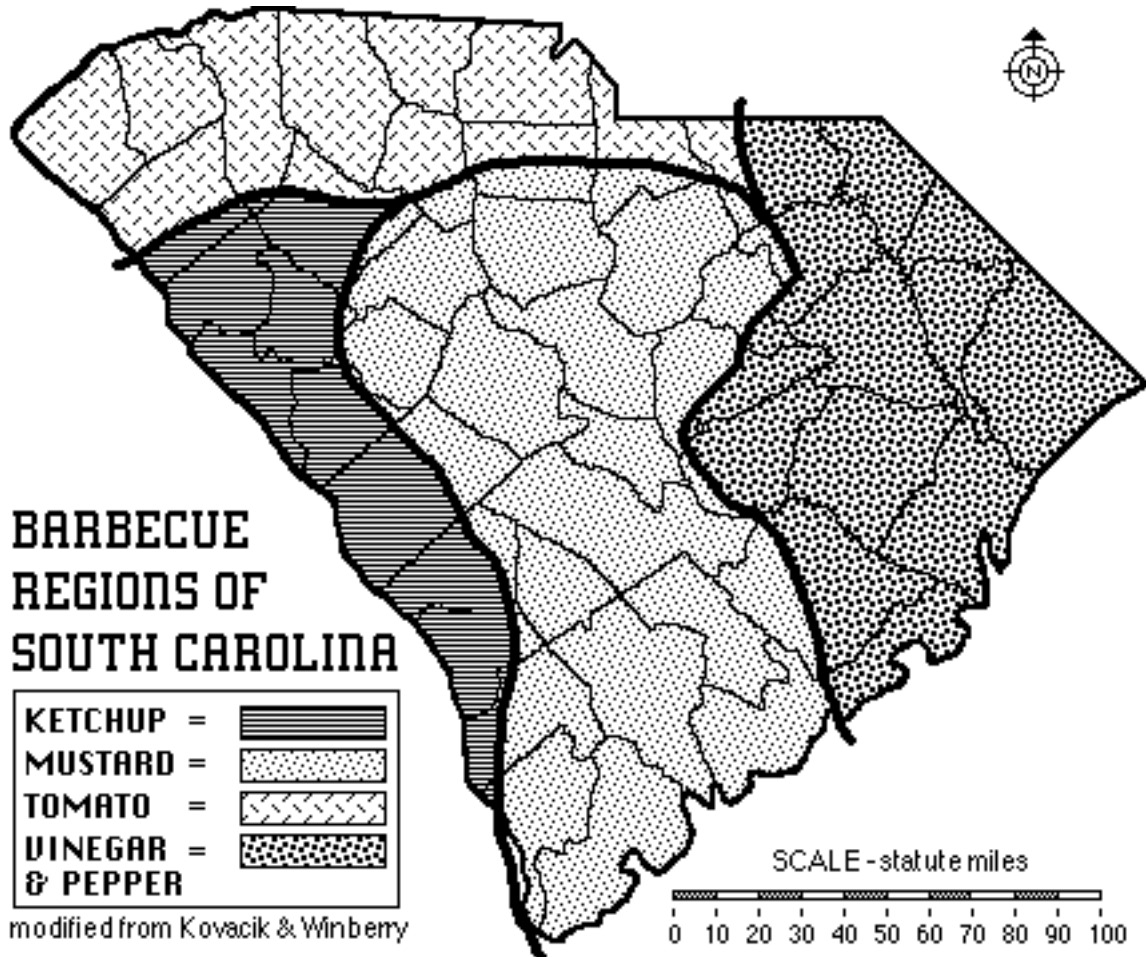 N
BARBECUE
REGIONS OF
SOUTH CAROLINA
KETCHUP =
MUSTARD =
TOMATO =
VINEGAR =
& PEPPER
modified from Kovacik & Winberry
SCALE - statute miles
0 10 20 30 40 50 60 70 80 90 100